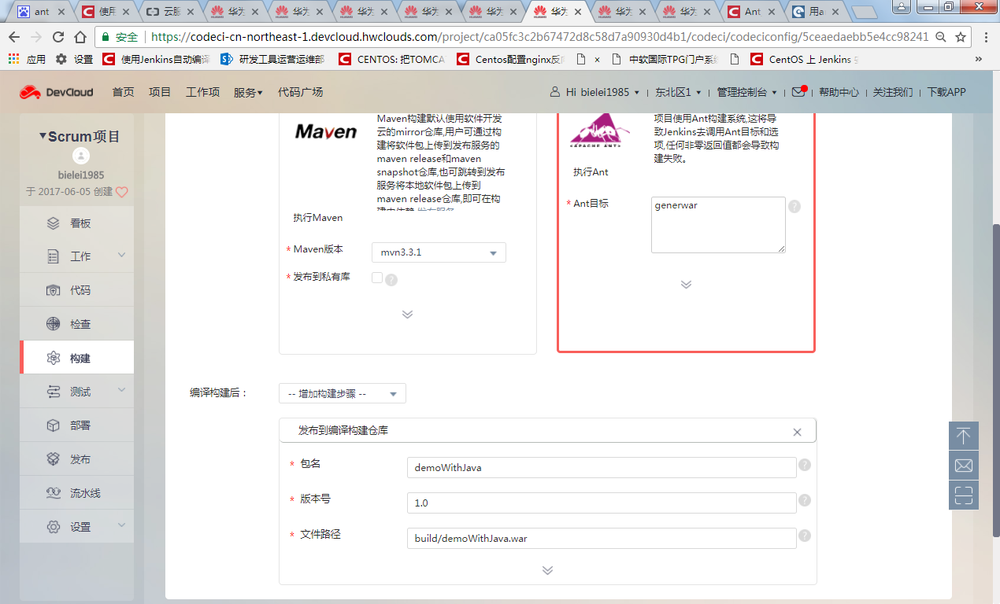 ant
使用
云服
华为
华为
华为
华为
华为
华为
华为
华为
Ant
用a
安全
https://codeci-cn-northeast-1.devcloud.hwclouds.com/project/ca05fc3c2b67472d8c58d7a90930d4b1/codeci/codeciconfig/5ceaedaebb5e4cc98241
应用
设置
使用Jenkins自动编译
研发工具运营运维部
CENTOS: 把TOMCA
Centos配置nginx反
×
中软国际TPG门户系统
CentOS 上 Jenkins
»
DevCloud
首页
项目
工作项
服务▾
代码广场
Hi bielei1985
东北区1
管理控制台
帮助中心
关注我们
下载APP
Scrum项目
bielei1985
于 2017-06-05 创建
看板
工作
代码
检查
构建
测试
部署
发布
流水线
设置
Maven
Maven构建默认使用软件开发
云的mirror仓库,用户可通过构
建将软件包上传到发布服务的
maven release和maven
snapshot仓库,也可跳转到发布
服务将本地软件包上传到
maven release仓库,即可在构
建中依赖 发布服务
执行Maven
* Maven版本
mvn3.3.1
* 发布到私有库
?
APACHE ANT
项目使用Ant构建系统,这将导
致Jenkins去调用Ant目标和选
项,任何非零返回值都会导致构
建失败。
执行Ant
* Ant目标
generwar
?
编译构建后：
-- 增加构建步骤 --
发布到编译构建仓库
* 包名
demoWithJava
?
* 版本号
1.0
?
* 文件路径
build/demoWithJava.war
?